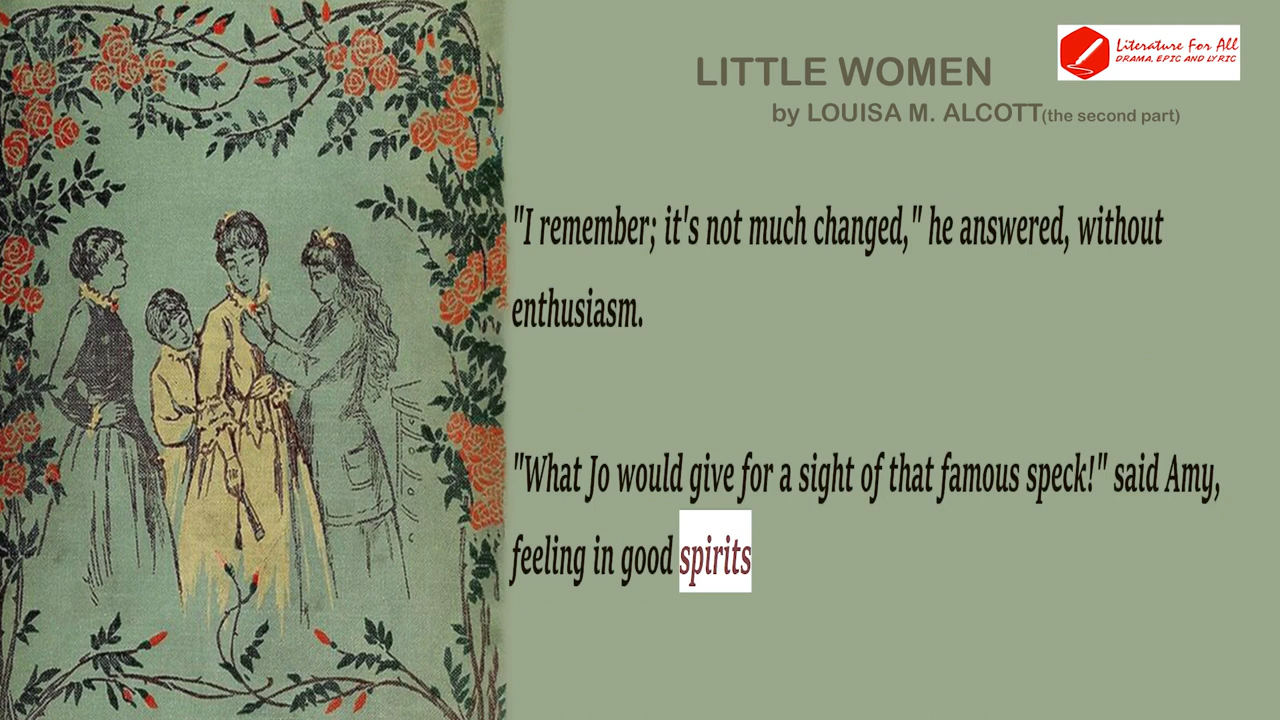 LITTLE WOMEN
Literature For All
DRAMA, EPIC AND LYRIC
by LOUISA M. ALCOTT(the second part)
"I remember; it's not much changed," he answered, without
enthusiasm.
"What Jo would give for a sight of that famous speck!" said Amy,
feeling in good spirits